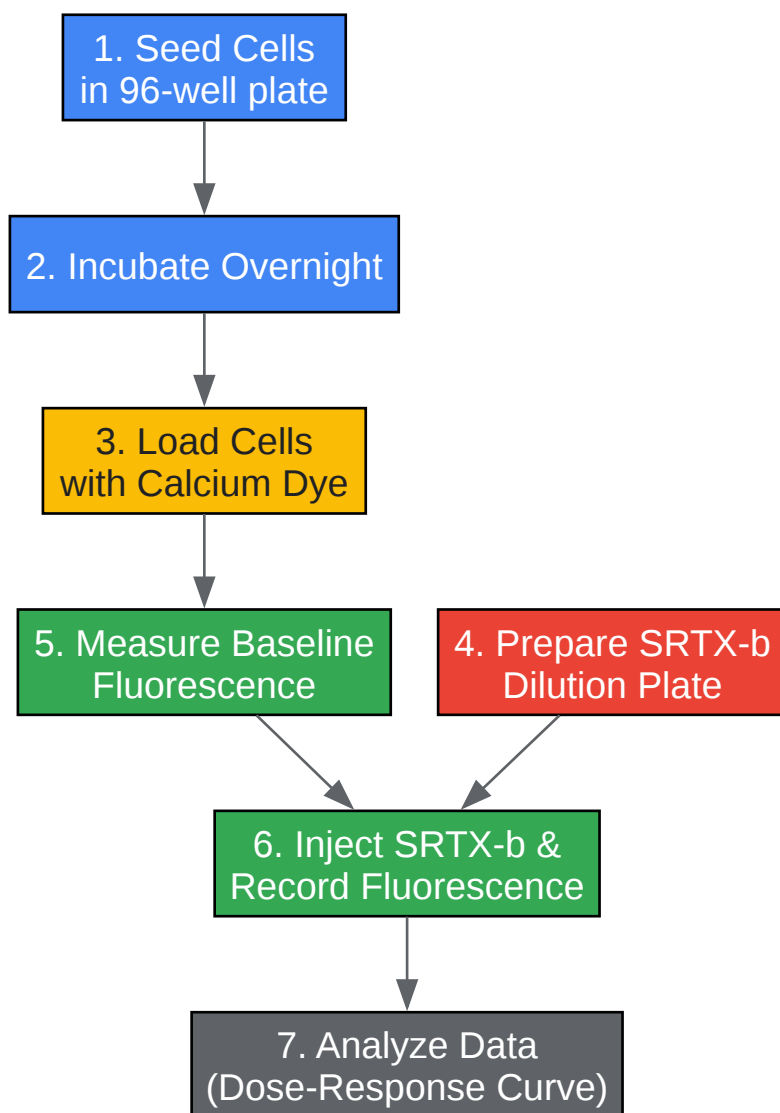 1. Seed Cells
in 96-well plate
2. Incubate Overnight
3. Load Cells
with Calcium Dye
5. Measure Baseline
Fluorescence
4. Prepare SRTX-b
Dilution Plate
6. Inject SRTX-b &
Record Fluorescence
7. Analyze Data
(Dose-Response Curve)